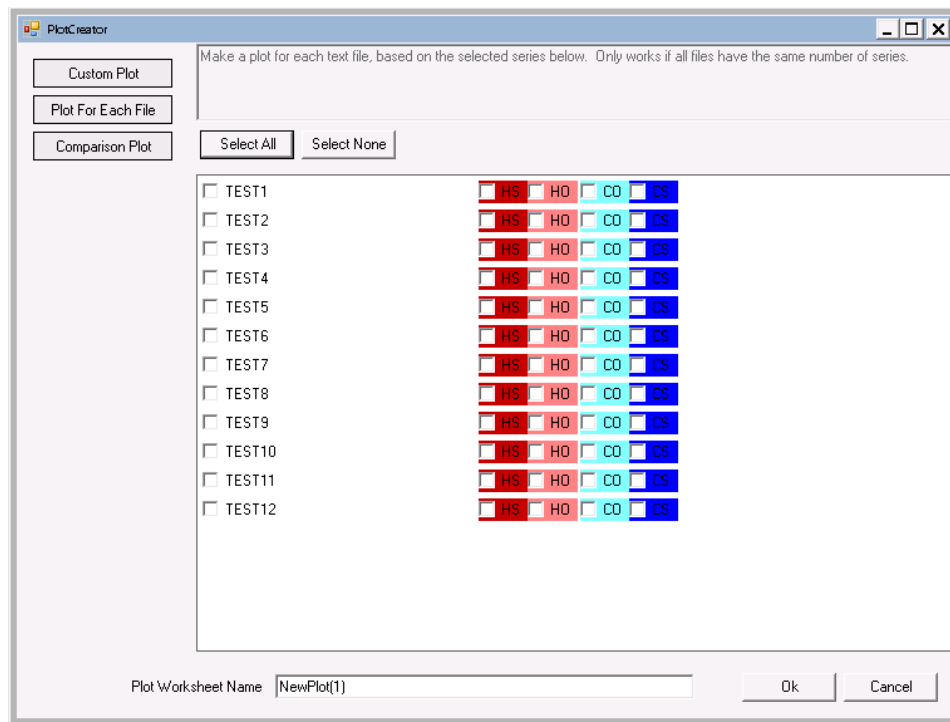 PlotCreator
Custom Plot
Plot For Each File
Comparison Plot
Make a plot for each text file, based on the selected series below.  Only works if all files have the same number of series.
Select All Select None
TEST1 HS HO CO CS
TEST2 HS HO CO CS
TEST3 HS HO CO CS
TEST4 HS HO CO CS
TEST5 HS HO CO CS
TEST6 HS HO CO CS
TEST7 HS HO CO CS
TEST8 HS HO CO CS
TEST9 HS HO CO CS
TEST10 HS HO CO CS
TEST11 HS HO CO CS
TEST12 HS HO CO CS
Plot Worksheet Name NewPlot(1) Ok Cancel